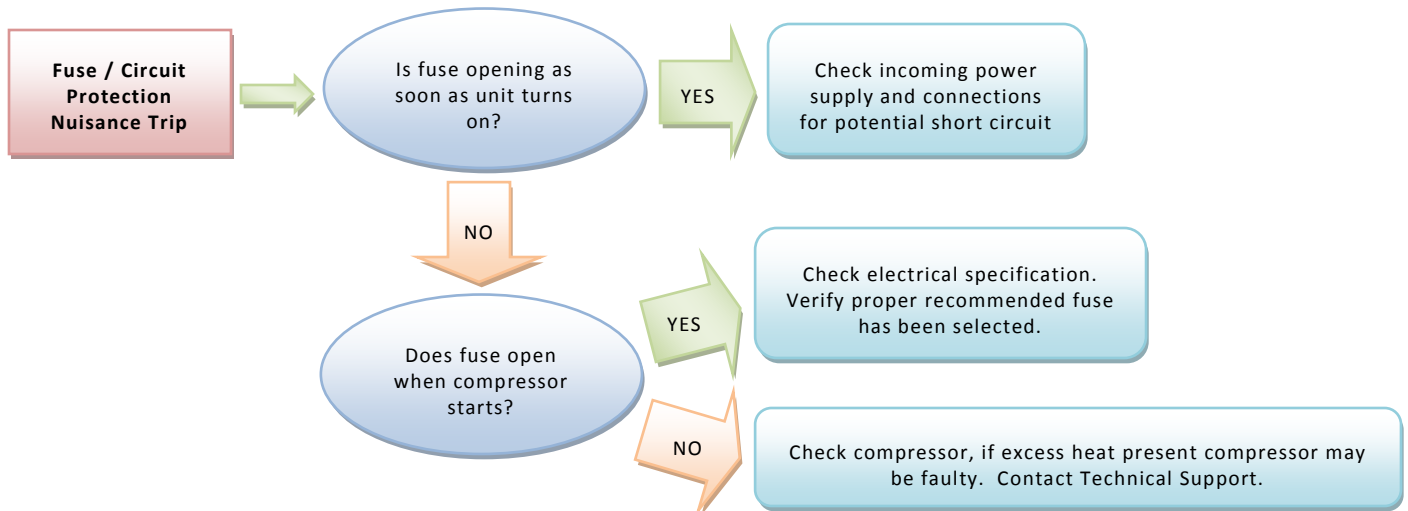 Fuse / Circuit
Protection
Nuisance Trip
Is fuse opening as
soon as unit turns
on?
YES
Check incoming power
supply and connections
for potential short circuit
NO
Does fuse open
when compressor
starts?
YES
Check electrical specification.
Verify proper recommended fuse
has been selected.
NO
Check compressor, if excess heat present compressor may
be faulty. Contact Technical Support.